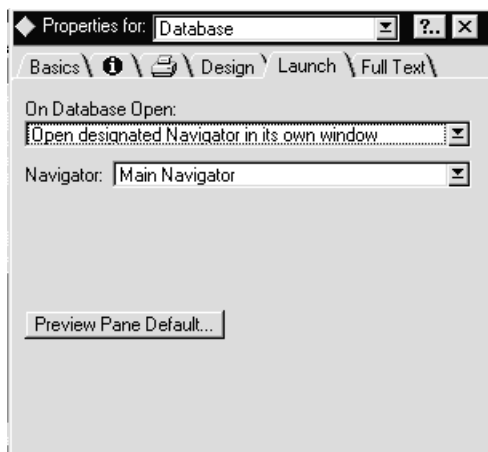 Properties for: Database ?..
Basics i Design Launch Full Text
On Database Open:
Open designated Navigator in its own window
Navigator: Main Navigator
Preview Pane Default...